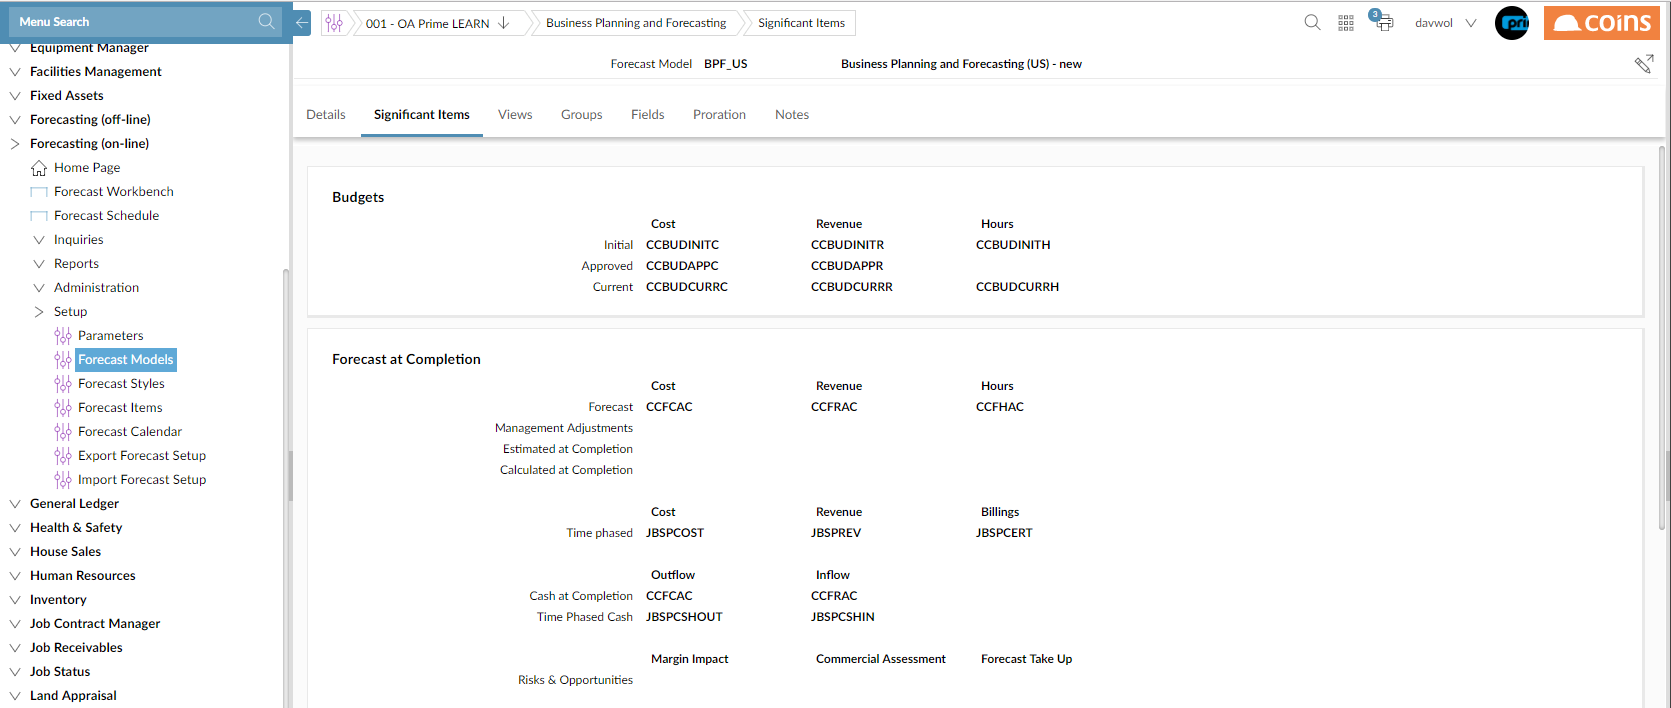 Menu Search
001 - OA Prime LEARN
Business Planning and Forecasting
Significant Items
3
davwol
pri
coins
Equipment Manager
Facilities Management
Fixed Assets
Forecasting (off-line)
Forecasting (on-line)
Home Page
Forecast Workbench
Forecast Schedule
Inquiries
Reports
Administration
Setup
Parameters
Forecast Models
Forecast Styles
Forecast Items
Forecast Calendar
Export Forecast Setup
Import Forecast Setup
General Ledger
Health & Safety
House Sales
Human Resources
Inventory
Job Contract Manager
Job Receivables
Job Status
Land Appraisal
Forecast Model BPF_US Business Planning and Forecasting (US) - new
Details Significant Items Views Groups Fields Proration Notes
Budgets
Cost Revenue Hours
Initial CCBUDINITC CCBUDINITR CCBUDINITH
Approved CCBUDAPPC CCBUDAPPR
Current CCBUDCURRC CCBUDCURRR CCBUDCURRH
Forecast at Completion
Cost Revenue Hours
Forecast CCFCAC CCFRAC CCFHAC
Management Adjustments
Estimated at Completion
Calculated at Completion
Cost Revenue Billings
Time phased JBSPCOST JBSPREV JBSPCERT
Outflow Inflow
Cash at Completion CCFCAC CCFRAC
Time Phased Cash JBSPCSHOUT JBSPCSHIN
Margin Impact Commercial Assessment Forecast Take Up
Risks & Opportunities